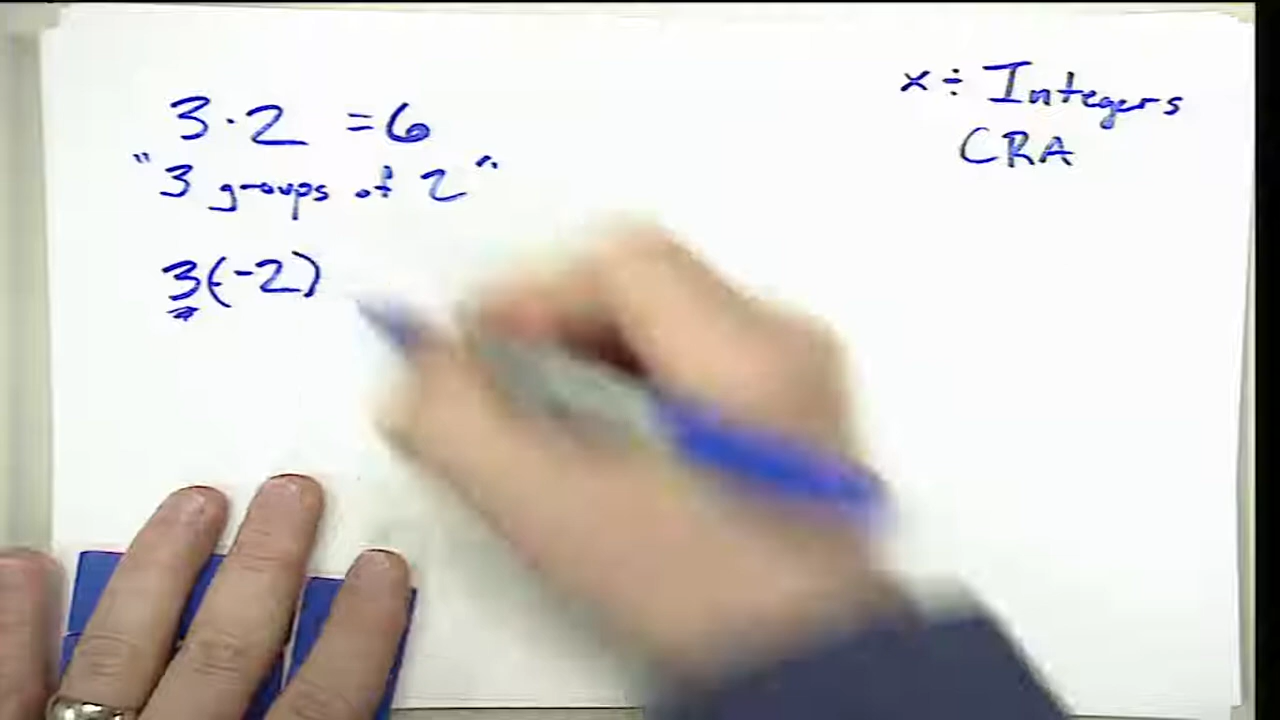 3·2 =6
"3 groups of 2"
3(-2)
x÷ Integers
CRA